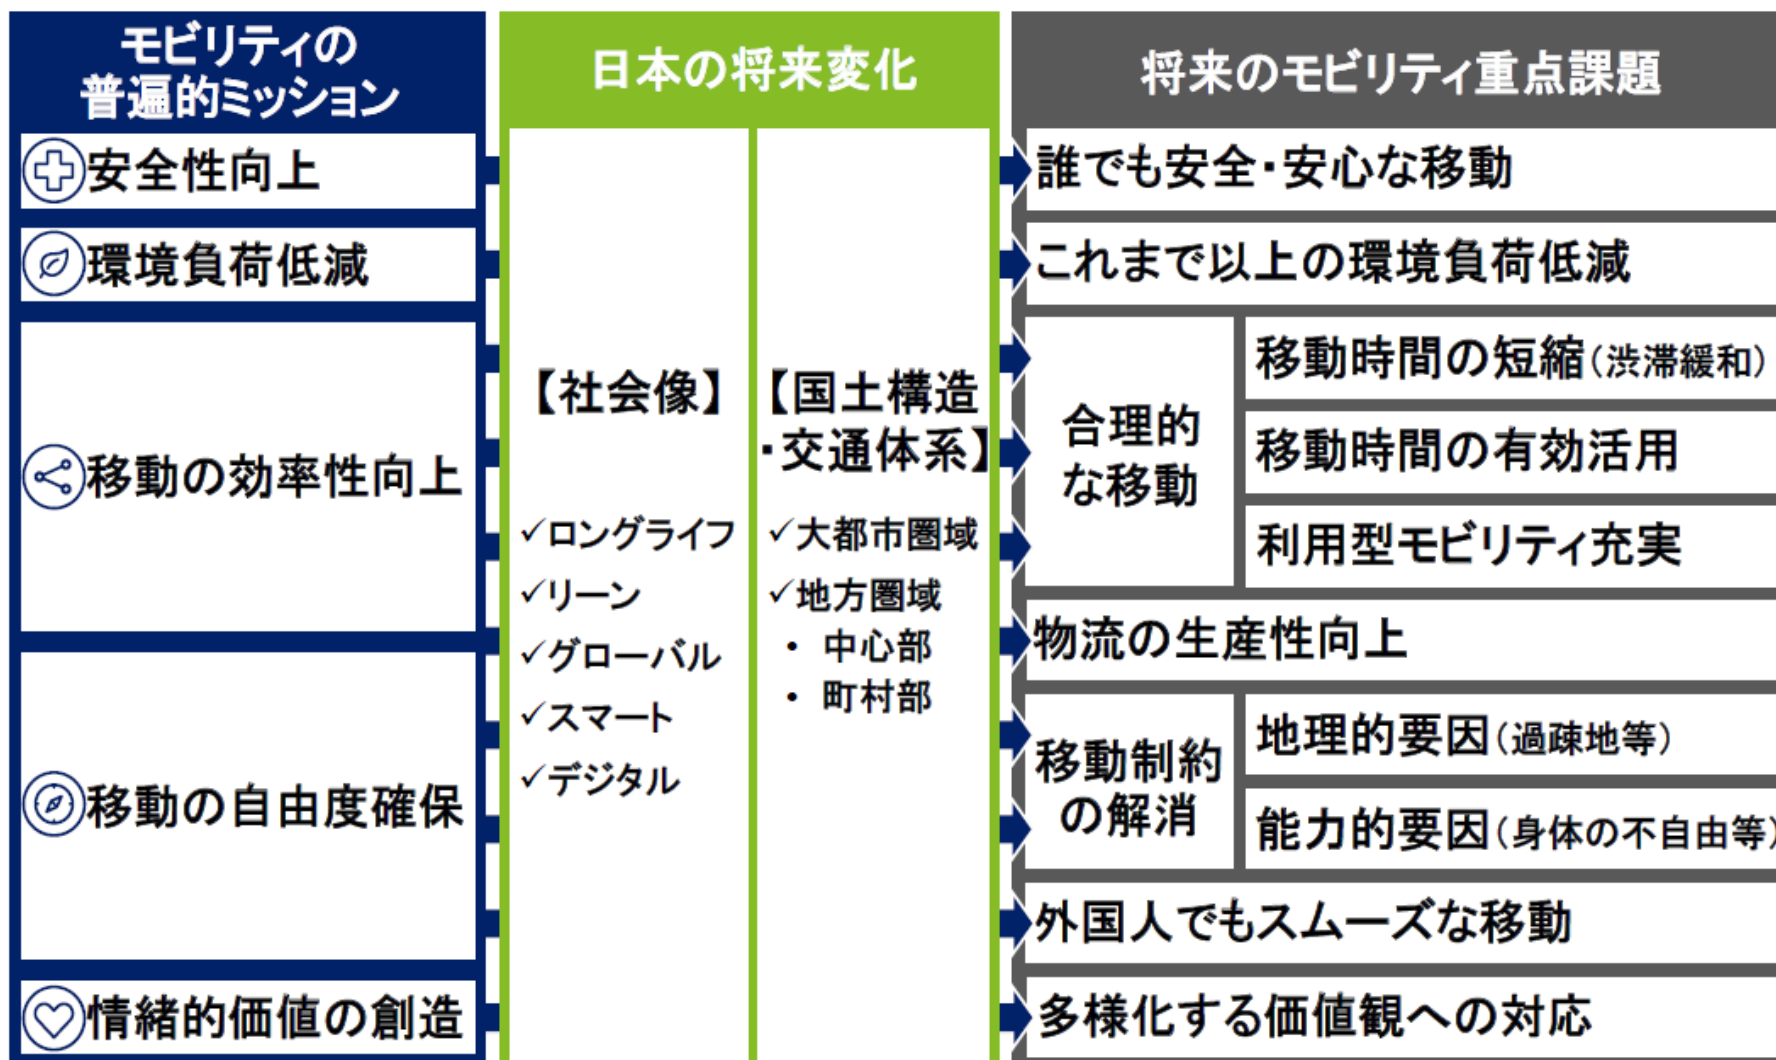 モビリティの
普遍的ミッション
安全性向上
環境負荷低減
移動の効率性向上
移動の自由度確保
情緒的価値の創造
日本の将来変化
【社会像】
✓ロングライフ
✓リーン
✓グローバル
✓スマート
✓デジタル
【国土構造
・交通体系】
✓大都市圏域
✓地方圏域
・ 中心部
・ 町村部
将来のモビリティ重点課題
誰でも安全・安心な移動
これまで以上の環境負荷低減
合理的
な移動
移動時間の短縮(渋滞緩和)
移動時間の有効活用
利用型モビリティ充実
物流の生産性向上
移動制約
の解消
地理的要因(過疎地等)
能力的要因(身体の不自由等)
外国人でもスムーズな移動
多様化する価値観への対応